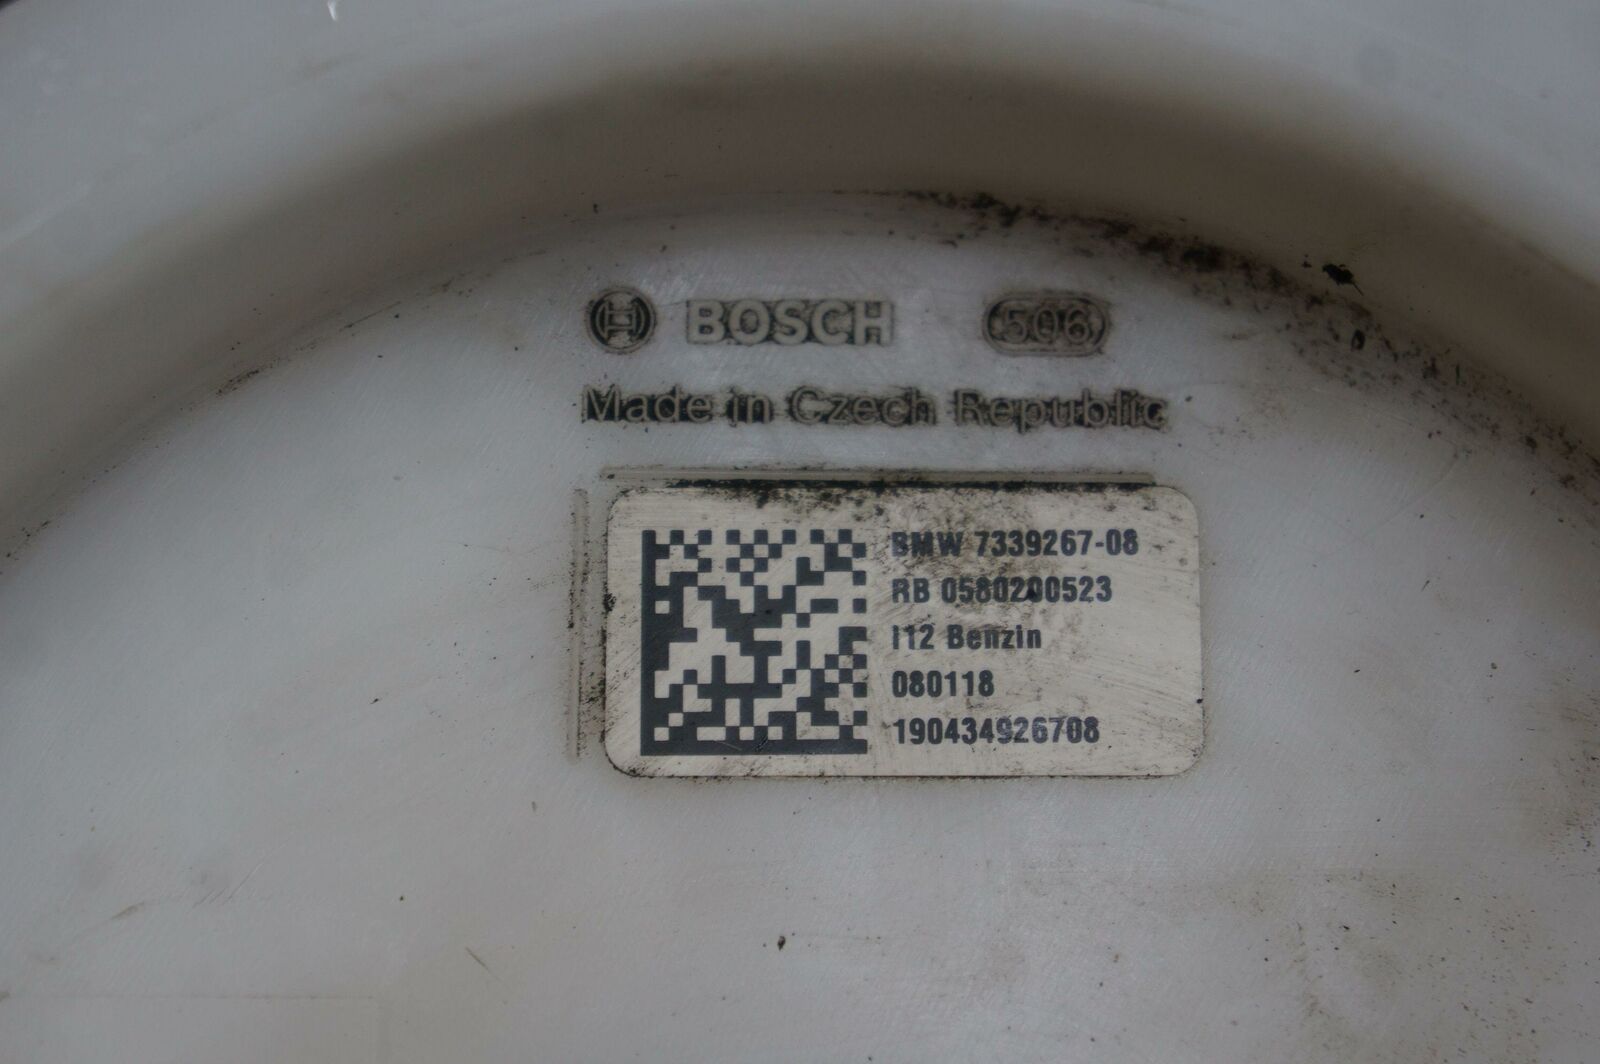 BOSCH 506
Made in Czech Republic
BMW 7339267-08
RB 0580200523
I12 Benzin
080118
190434926708